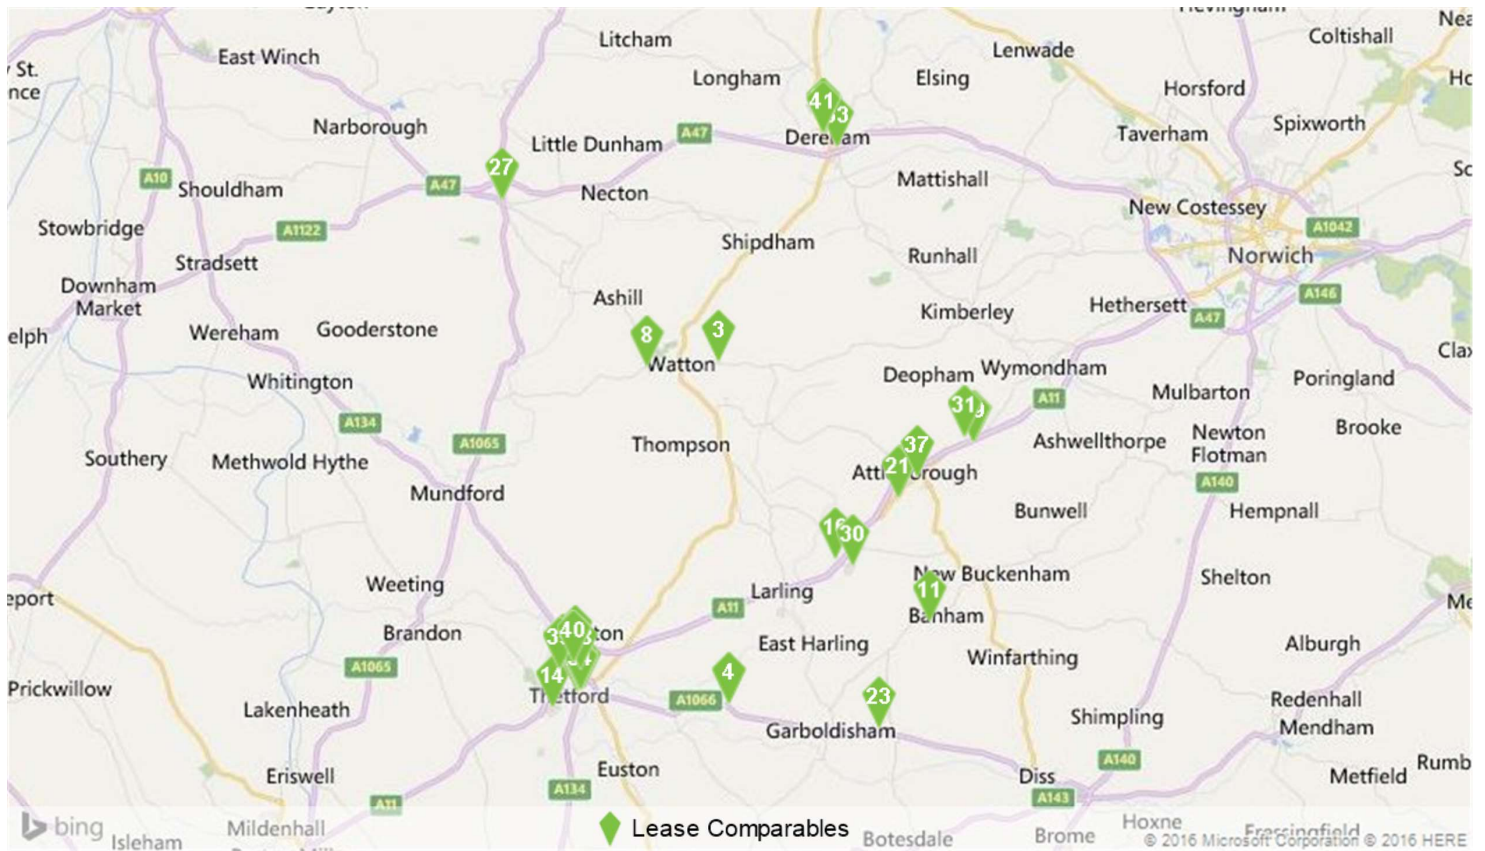 Litcham
Lenwade
Coltishall
East Winch
Longham
Elsing
Horsford
Narborough
41
Little Dunham
A47
Taverham
Spixworth
27
A10
Shouldham
A47
Necton
Mattishall
New Costessey
A1042
Stowbridge
A1122
Shipdham
Runhall
Norwich
Stradsett
Downham
Market
Ashill
Kimberley
Hethersett
A146
A47
Wereham
Gooderstone
8
3
Watton
Whitington
Deopham
Wymondham
Mulbarton
Poringland
A134
31
A11
Brooke
A1065
Thompson
37
Ashwellthorpe
Newton
Flotman
Southery
Methwold Hythe
21
A140
Mundford
Bunwell
Hempnall
30
Weeting
Larling
New Buckenham
Shelton
11
Banham
A11
Brandon
40
East Harling
Alburgh
A1065
Winfarthing
14
4
Prickwillow
Thetford
A1066
23
Lakenheath
Garboldisham
Shimpling
Redenhall
Mendham
Eriswell
Euston
Diss
A140
Metfield
A11
A134
A143
bing
Isleham
Mildenhall
Lease Comparables
Botesdale
Brome
Hoxne
Fressingfield
© 2016 Microsoft Corporation © 2016 HERE